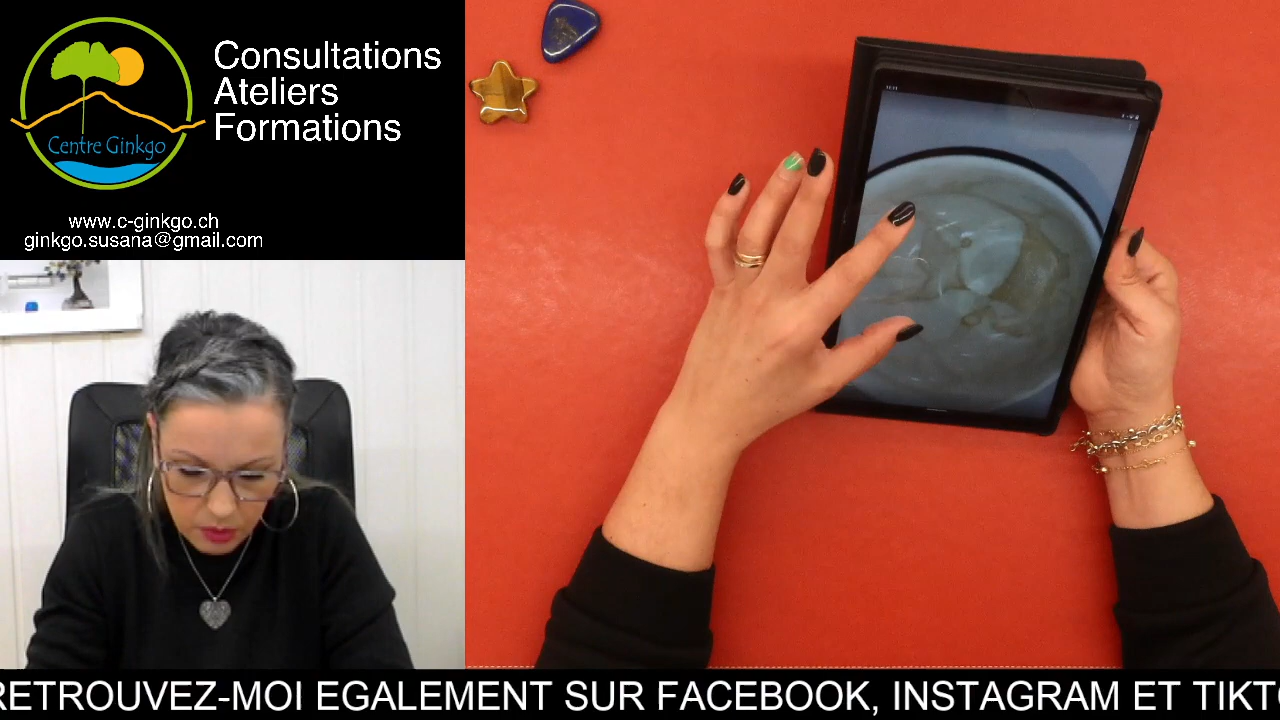 Consultations
Ateliers
Formations
Centre Ginkgo
www.c-ginkgo.ch
ginkgo.susana@gmail.com
RETROUVEZ-MOI EGALEMENT SUR FACEBOOK, INSTAGRAM ET TIKT